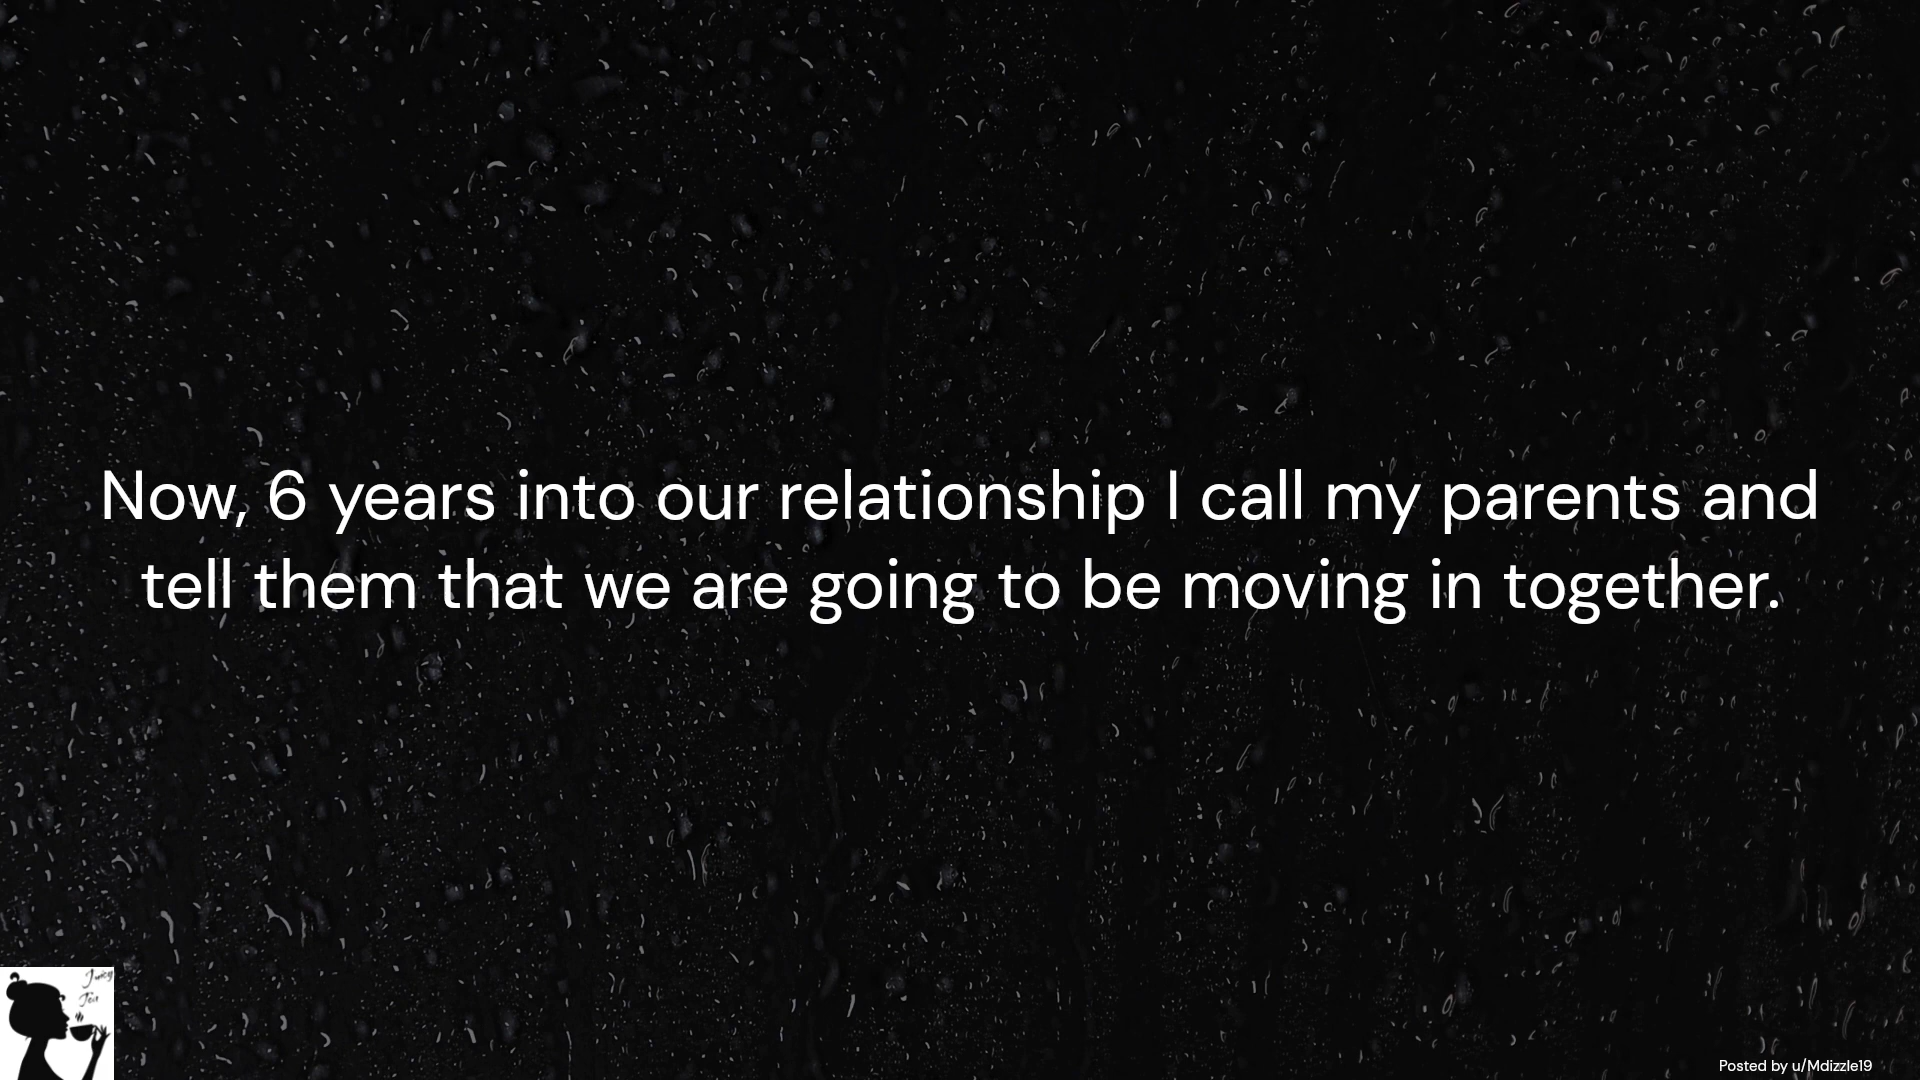 Now, 6 years into our relationship I call my parents and
tell them that we are going to be moving in together.
Juicy
Posted by u/Mdizzle19